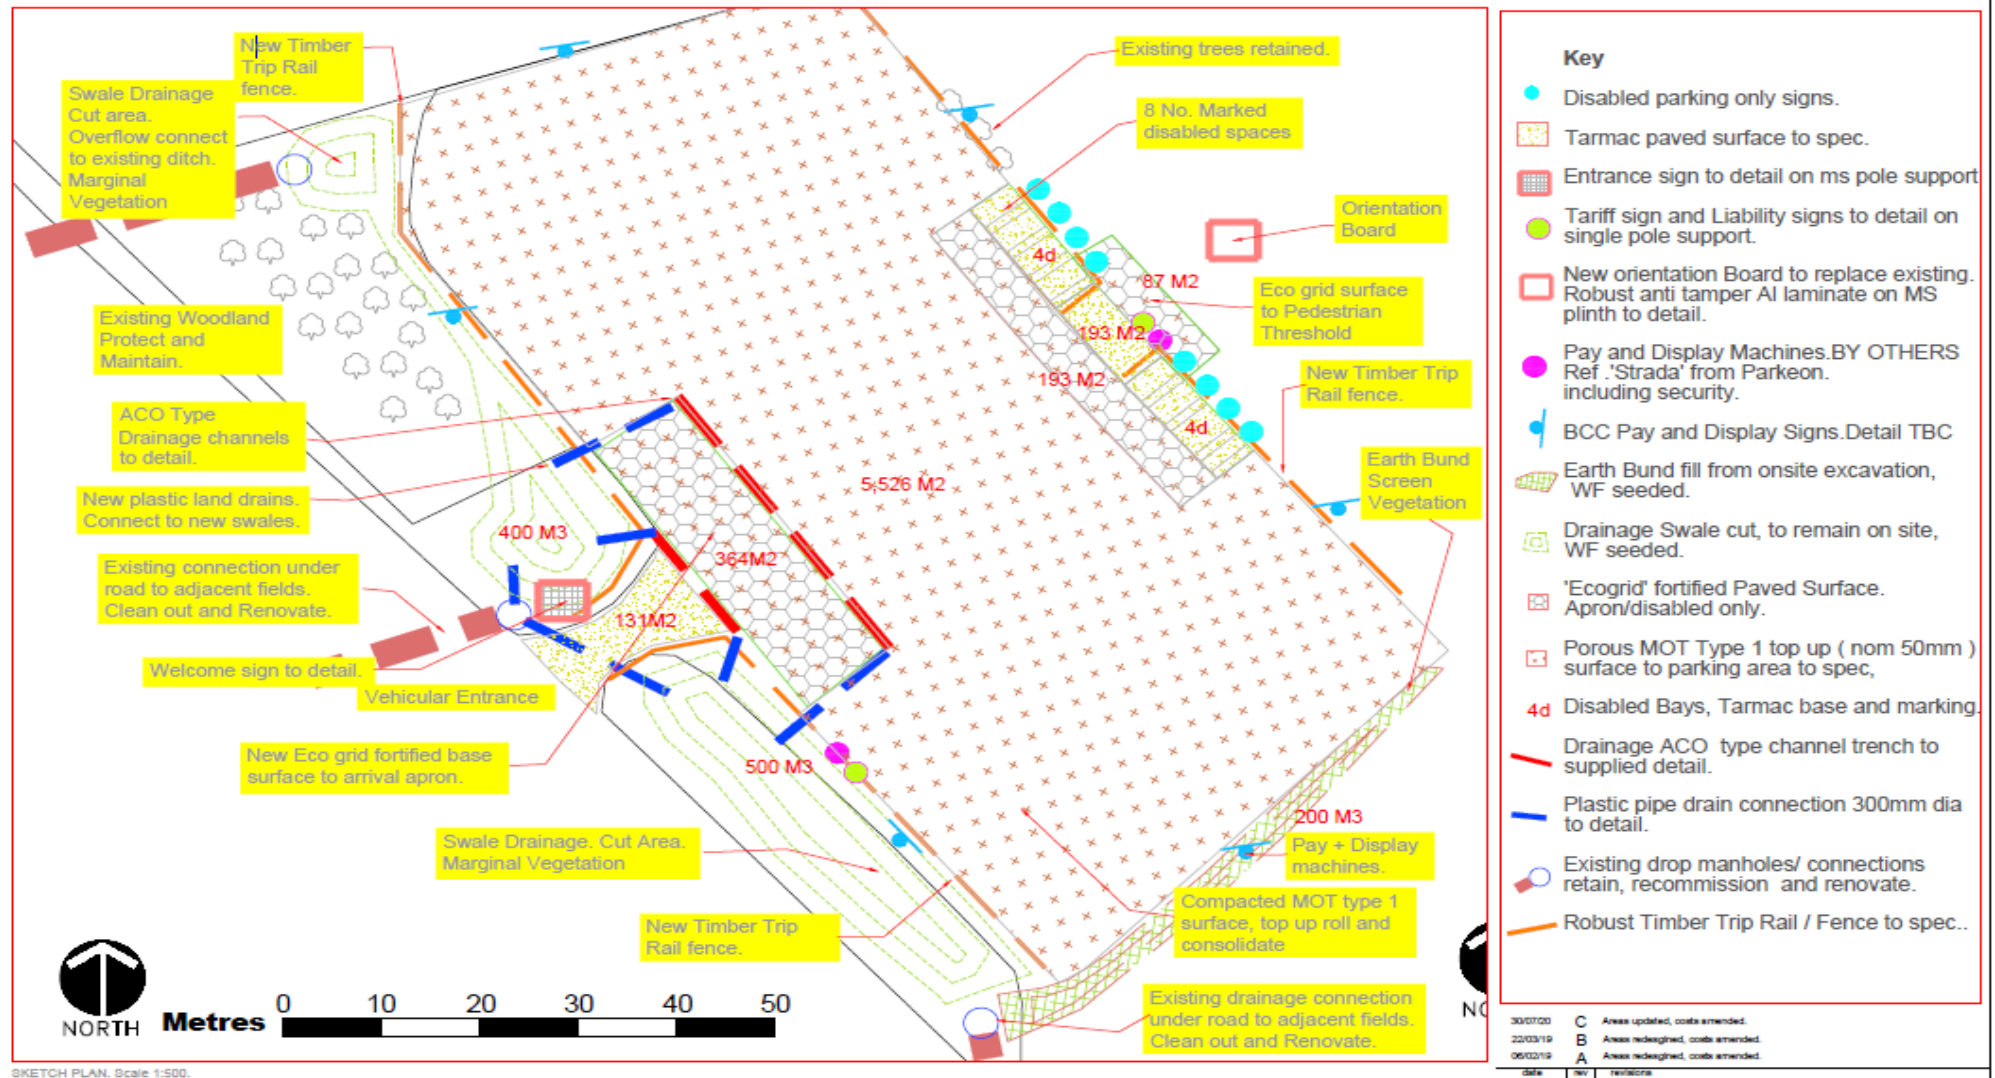 New Timber
Trip Rail
fence.
Swale Drainage
Cut area.
Overflow connect
to existing ditch.
Marginal
Vegetation
Existing trees retained.
8 No. Marked
disabled spaces
Orientation
Board
4d
87 M2
Eco grid surface
to Pedestrian
Threshold
193 M2
193 M2
Existing Woodland
Protect and
Maintain.
New Timber Trip
Rail fence.
ACO Type
Drainage channels
to detail.
4d
Earth Bund
Screen
Vegetation
5,526 M2
New plastic land drains.
Connect to new swales.
400 M3
364M2
Existing connection under
road to adjacent fields.
Clean out and Renovate.
131M2
Welcome sign to detail.
Vehicular Entrance
New Eco grid fortified base
surface to arrival apron.
500 M3
200 M3
Swale Drainage. Cut Area.
Marginal Vegetation
Pay + Display
machines.
Compacted MOT type 1
surface, top up roll and
consolidate
New Timber Trip
Rail fence.
Existing drainage connection
under road to adjacent fields.
Clean out and Renovate.
NORTH
Metres
0 10 20 30 40 50
NO
SKETCH PLAN. Scale 1:500.
Key
Disabled parking only signs.
Tarmac paved surface to spec.
Entrance sign to detail on ms pole support
Tariff sign and Liability signs to detail on
single pole support.
New orientation Board to replace existing.
Robust anti tamper Al laminate on MS
plinth to detail.
Pay and Display Machines.BY OTHERS
Ref .'Strada' from Parkeon.
including security.
BCC Pay and Display Signs.Detail TBC
Earth Bund fill from onsite excavation,
WF seeded.
Drainage Swale cut, to remain on site,
WF seeded.
'Ecogrid' fortified Paved Surface.
Apron/disabled only.
Porous MOT Type 1 top up ( nom 50mm )
surface to parking area to spec,
4d Disabled Bays, Tarmac base and marking.
Drainage ACO type channel trench to
supplied detail.
Plastic pipe drain connection 300mm dia
to detail.
Existing drop manholes/ connections
retain, recommission and renovate.
Robust Timber Trip Rail / Fence to spec..
30/07/20 C Areas updated, costs amended.
22/03/19 B Areas redesgined, costs amended.
06/02/19 A Areas redesgined, costs amended.
date rev revisions